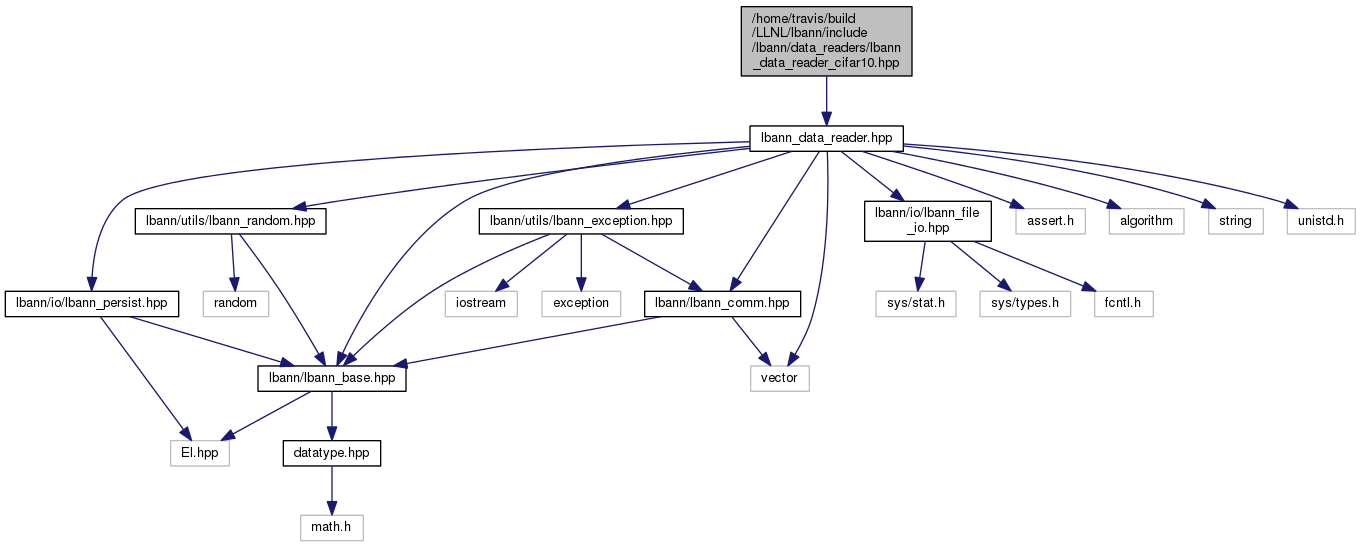 /home/travis/build
/LLNL/lbann/include
/lbann/data_readers/lbann
_data_reader_cifar10.hpp
lbann_data_reader.hpp
lbann/utils/lbann_random.hpp
lbann/utils/lbann_exception.hpp
lbann/io/lbann_file
_io.hpp
assert.h
algorithm
string
unistd.h
lbann/io/lbann_persist.hpp
random
iostream
exception
lbann/lbann_comm.hpp
sys/stat.h
sys/types.h
fcntl.h
lbann/lbann_base.hpp
vector
El.hpp
datatype.hpp
math.h